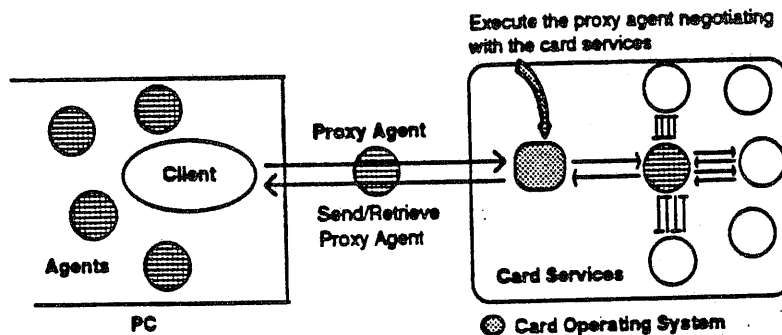 Execute the proxy agent negotiating
with the card services
Proxy Agent
Client
Send/Retrieve
Proxy Agent
Agents
Card Services
PC
Card Operating System